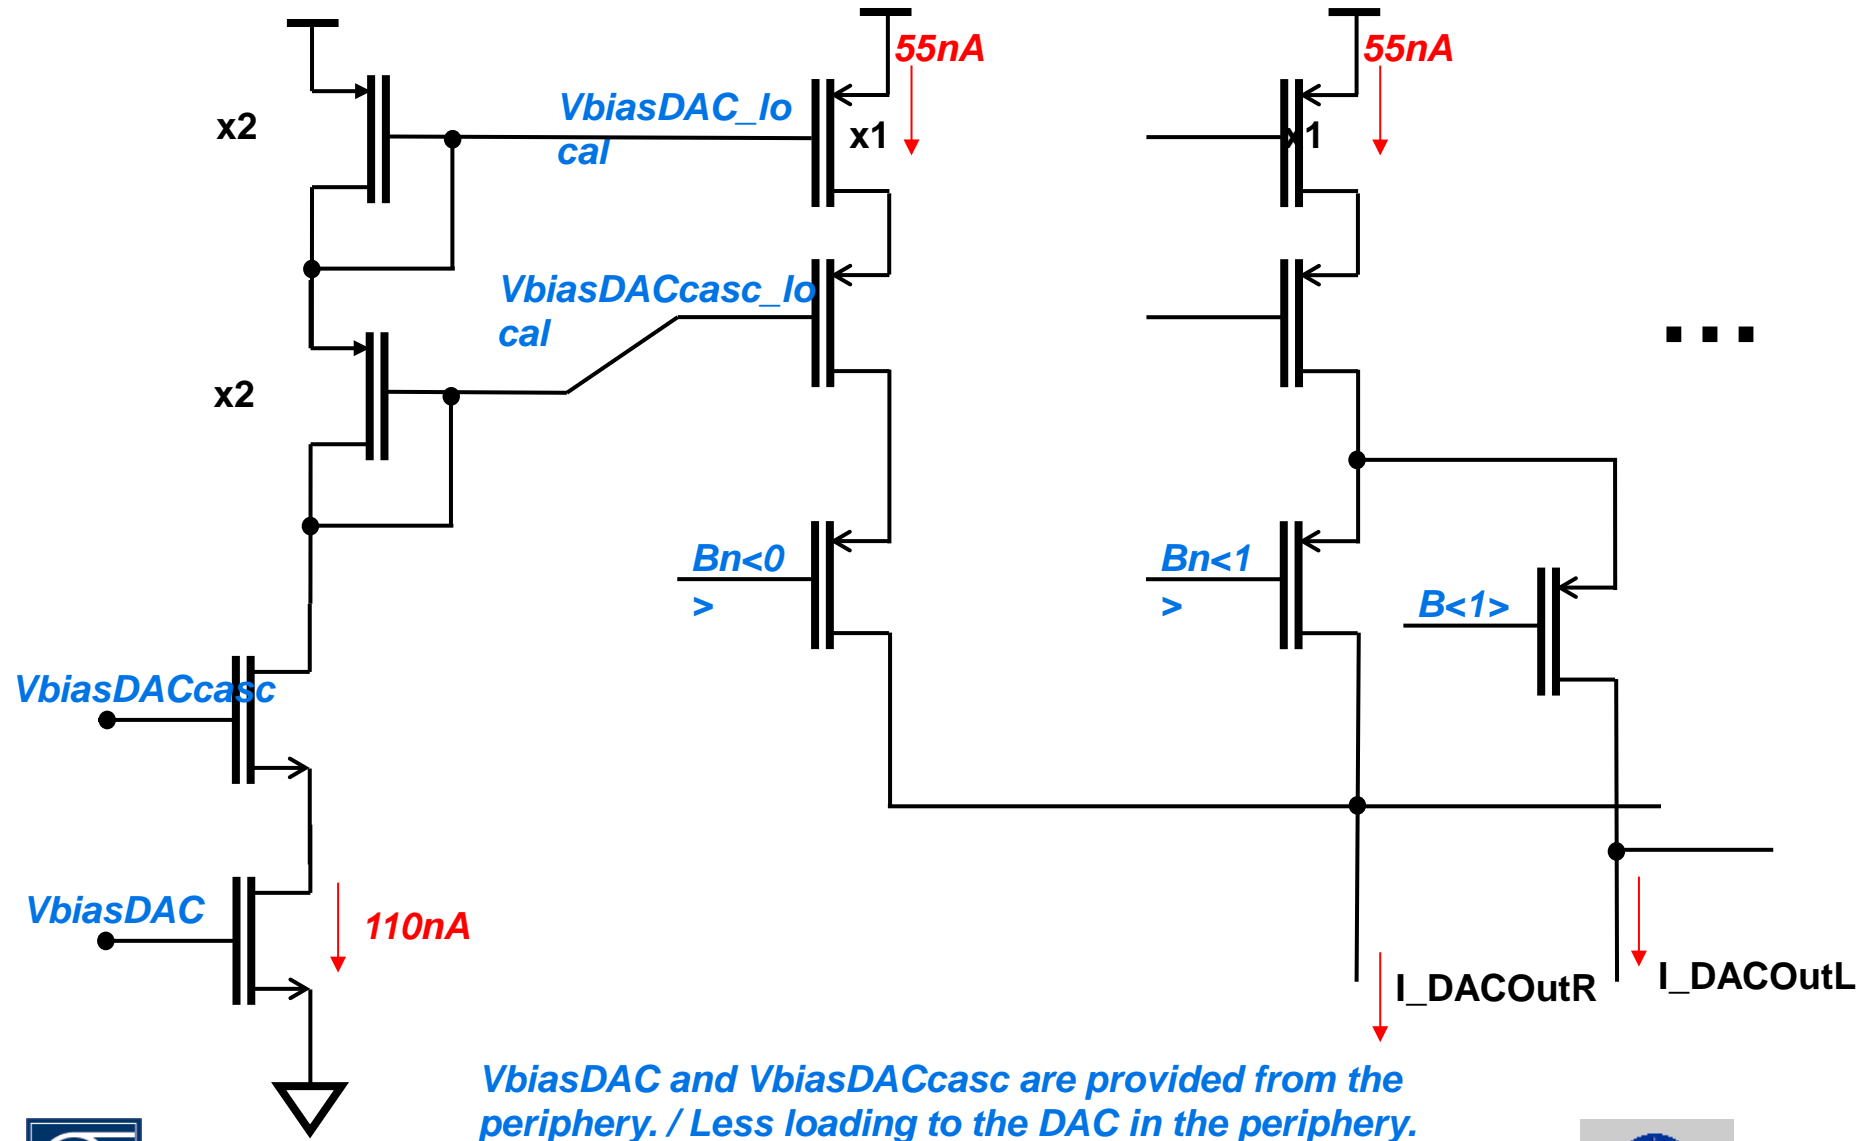 55nA
55nA
x2
VbiasDAC_lo
cal
x1
x1
VbiasDACcasc_lo
cal
x2
Bn<0
>
Bn<1
>
B<1>
VbiasDACcasc
VbiasDAC
110nA
I_DACOutR
I_DACOutL
VbiasDAC and VbiasDACcasc are provided from the
periphery. / Less loading to the DAC in the periphery.